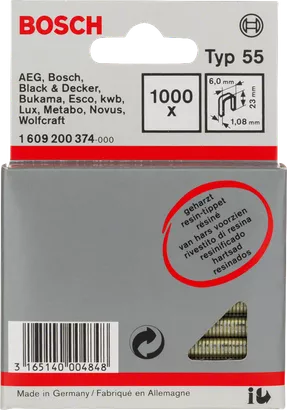 BOSCH
Typ 55
AEG, Bosch,
Black & Decker,
Bukama, Esco, kwb,
Lux, Metabo, Novus,
Wolfcraft
1 609 200 374-000
1000
x
6,0 mm
23 mm
1,08 mm
geharzt
resin-tippet
résiné
van hars voorzien
rivestito di resina
resinificado
hartsad
resinados
3 165140 004848
Made in Germany / Fabriqué en Allemagne